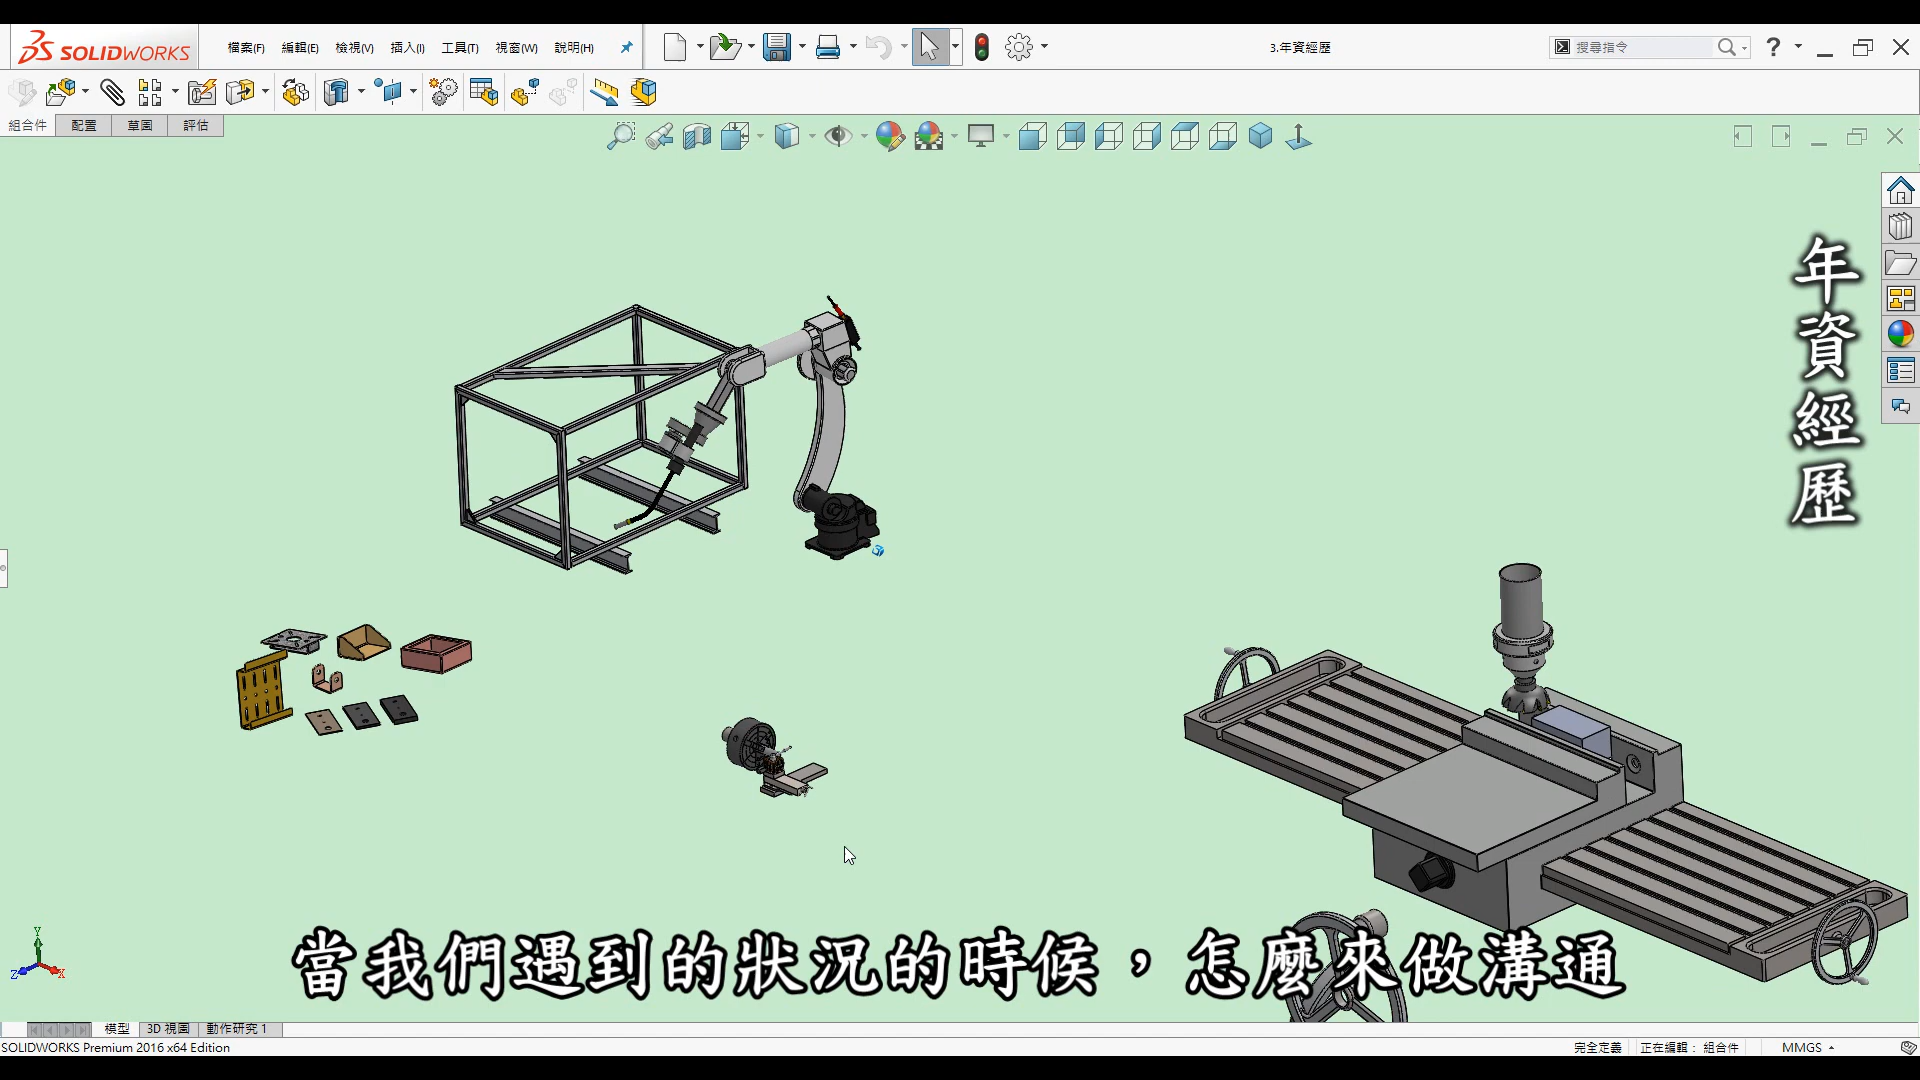 SOLIDWORKS
檔案(F) 編輯(E) 檢視(V) 插入(I) 工具(T) 視窗(W) 說明(H)
3.年資經歷
搜尋指令
組合件 配置 草圖 評估
年資經歷
當我們遇到的狀況的時候，怎麼來做溝通
模型 3D 視圖 動作研究 1
SOLIDWORKS Premium 2016 x64 Edition
完全定義 正在編輯： 組合件 MMGS